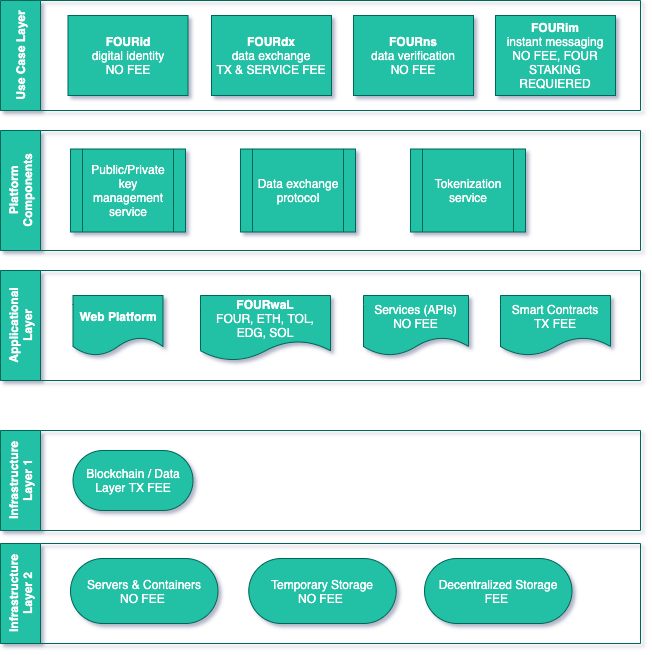 Use Case Layer
FOURid
digital identity
NO FEE
FOURdx
data exchange
TX & SERVICE FEE
FOURns
data verification
NO FEE
FOURim
instant messaging
NO FEE, FOUR
STAKING
REQUIERED
Platform
Components
Public/Private
key
management
service
Data exchange
protocol
Tokenization
service
Applicational
Layer
Web Platform
FOURwaL
FOUR, ETH, TOL,
EDG, SOL
Services (APIs)
NO FEE
Smart Contracts
TX FEE
Infrastructure
Layer 1
Blockchain / Data
Layer TX FEE
Infrastructure
Layer 2
Servers & Containers
NO FEE
Temporary Storage
NO FEE
Decentralized Storage
FEE